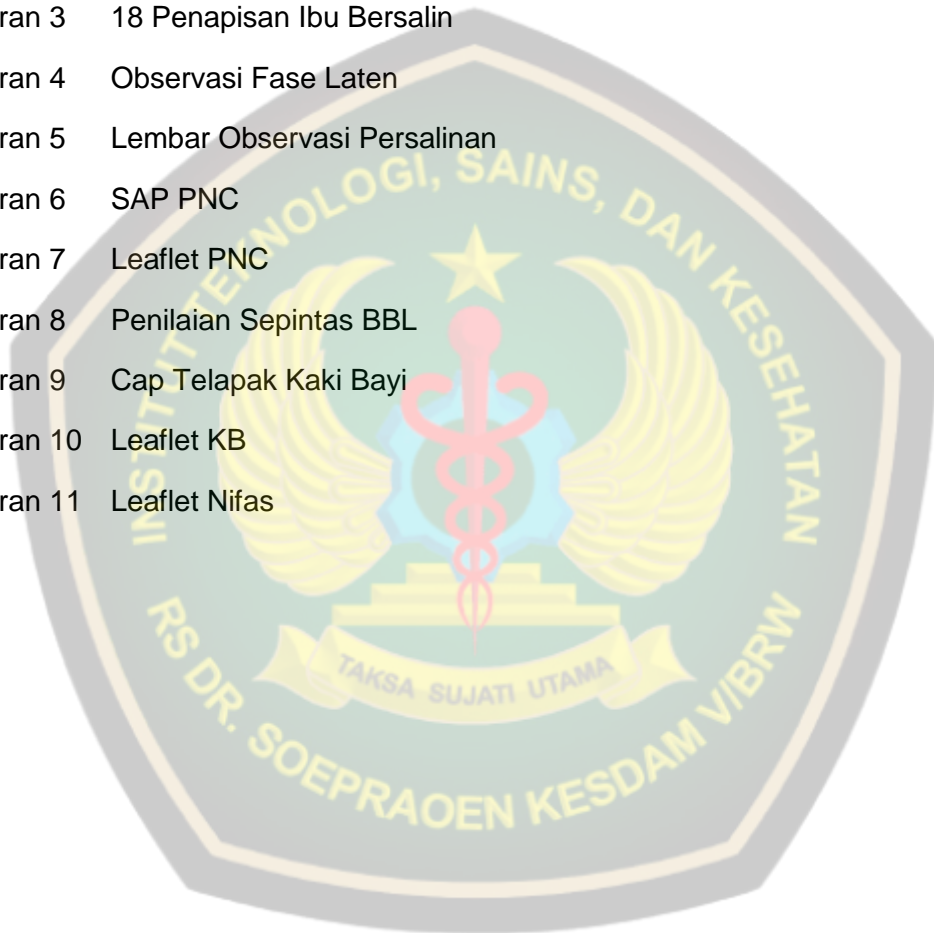 ran 3 18 Penapisan Ibu Bersalin
ran 4 Observasi Fase Laten
ran 5 Lembar Observasi Persalinan
ran 6 SAP PNC
ran 7 Leaflet PNC
ran 8 Penilaian Sepintas BBL
ran 9 Cap Telapak Kaki Bayi
ran 10 Leaflet KB
ran 11 Leaflet Nifas
INSTITUT TEKNOLOGI, SAINS, DAN KESEHATAN
TAKSA SUJATI UTAMA
RS DR. SOEPRAOEN KESDAM V/BRW